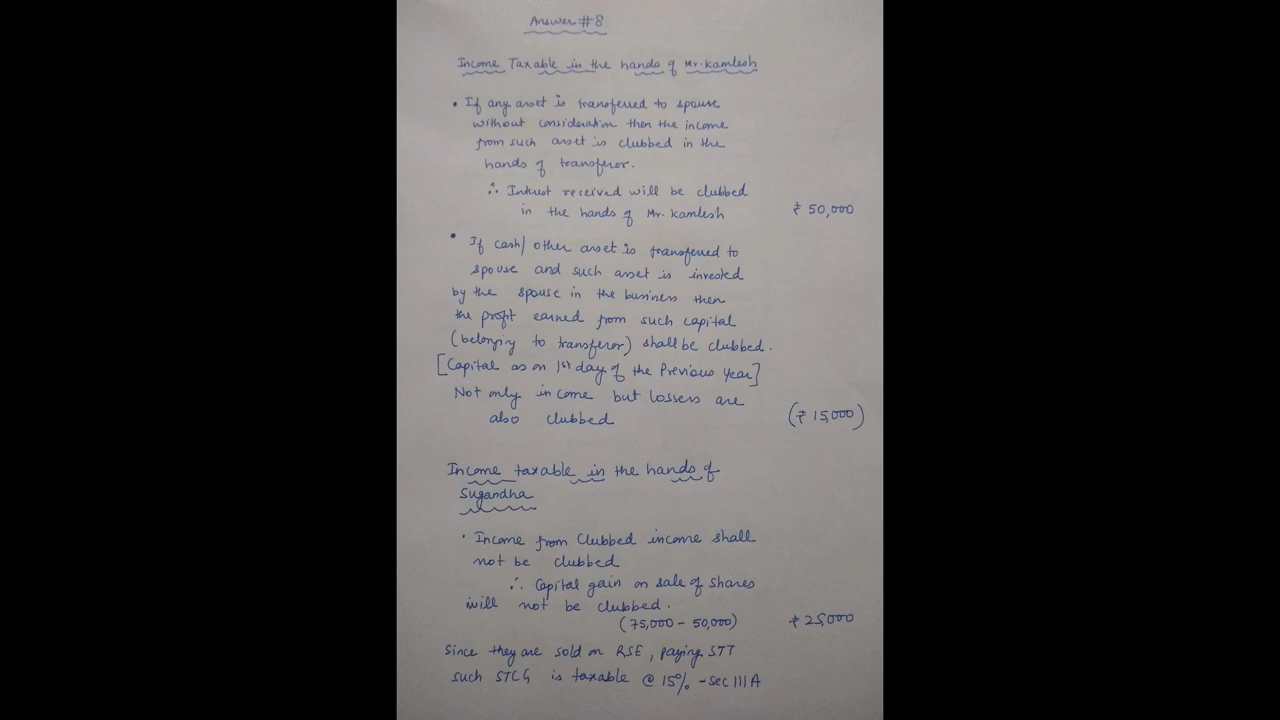 Answer #8
Income Taxable in the hands of Mr. Kamlesh
• If any asset is transferred to spouse
without consideration then the income
from such asset is clubbed in the
hands of transferor.
∴ Interest received will be clubbed
in the hands of Mr. Kamlesh ₹ 50,000
• If cash/ other asset is transferred to
spouse and such asset is invested
by the spouse in the business then
the profit earned from such capital
(belonging to transferor) shall be clubbed.
[Capital as on 1st day of the Previous Year]
Not only income but lossers are
also clubbed (₹ 15,000)
Income taxable in the hands of
Sugandha
• Income from Clubbed income shall
not be clubbed
∴ Capital gain on sale of shares
will not be clubbed.
(75,000 - 50,000) ₹ 25,000
Since they are sold on RSE, paying STT
such STCG is taxable @ 15% - sec 111A